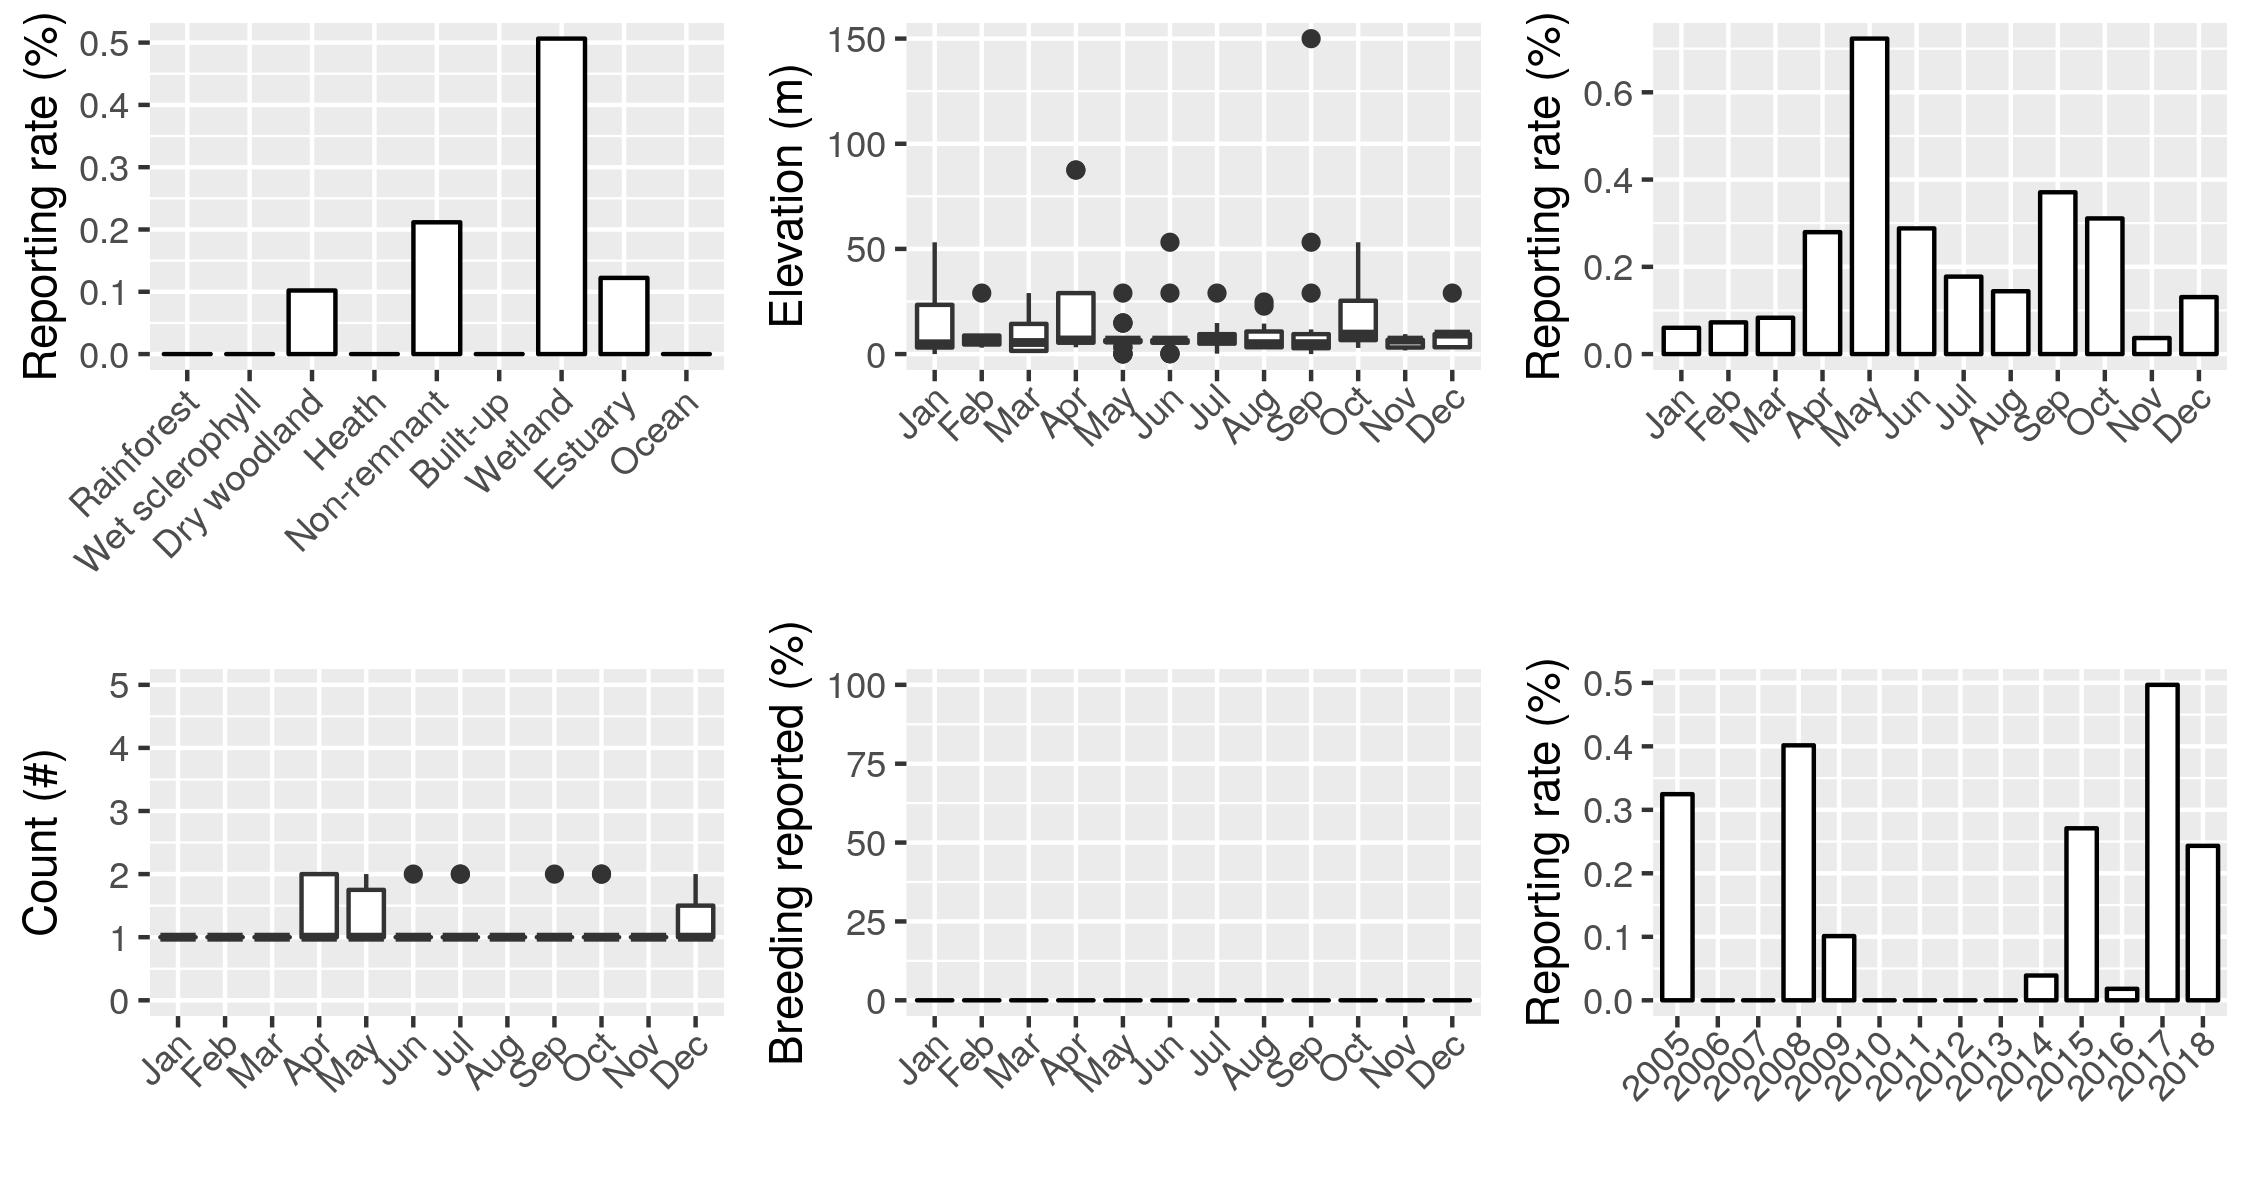 Reporting rate (%)
0.5
0.4
0.3
0.2
0.1
0.0
Rainforest
Wet sclerophyll
Dry woodland
Heath
Non-remnant
Built-up
Wetland
Estuary
Ocean
Elevation (m)
150
100
50
0
Jan
Feb
Mar
Apr
May
Jun
Jul
Aug
Sep
Oct
Nov
Dec
Reporting rate (%)
0.6
0.4
0.2
0.0
Jan
Feb
Mar
Apr
May
Jun
Jul
Aug
Sep
Oct
Nov
Dec
Count (#)
5
4
3
2
1
0
Jan
Feb
Mar
Apr
May
Jun
Jul
Aug
Sep
Oct
Nov
Dec
Breeding reported (%)
100
75
50
25
0
Jan
Feb
Mar
Apr
May
Jun
Jul
Aug
Sep
Oct
Nov
Dec
Reporting rate (%)
0.5
0.4
0.3
0.2
0.1
0.0
2005
2006
2007
2008
2009
2010
2011
2012
2013
2014
2015
2016
2017
2018